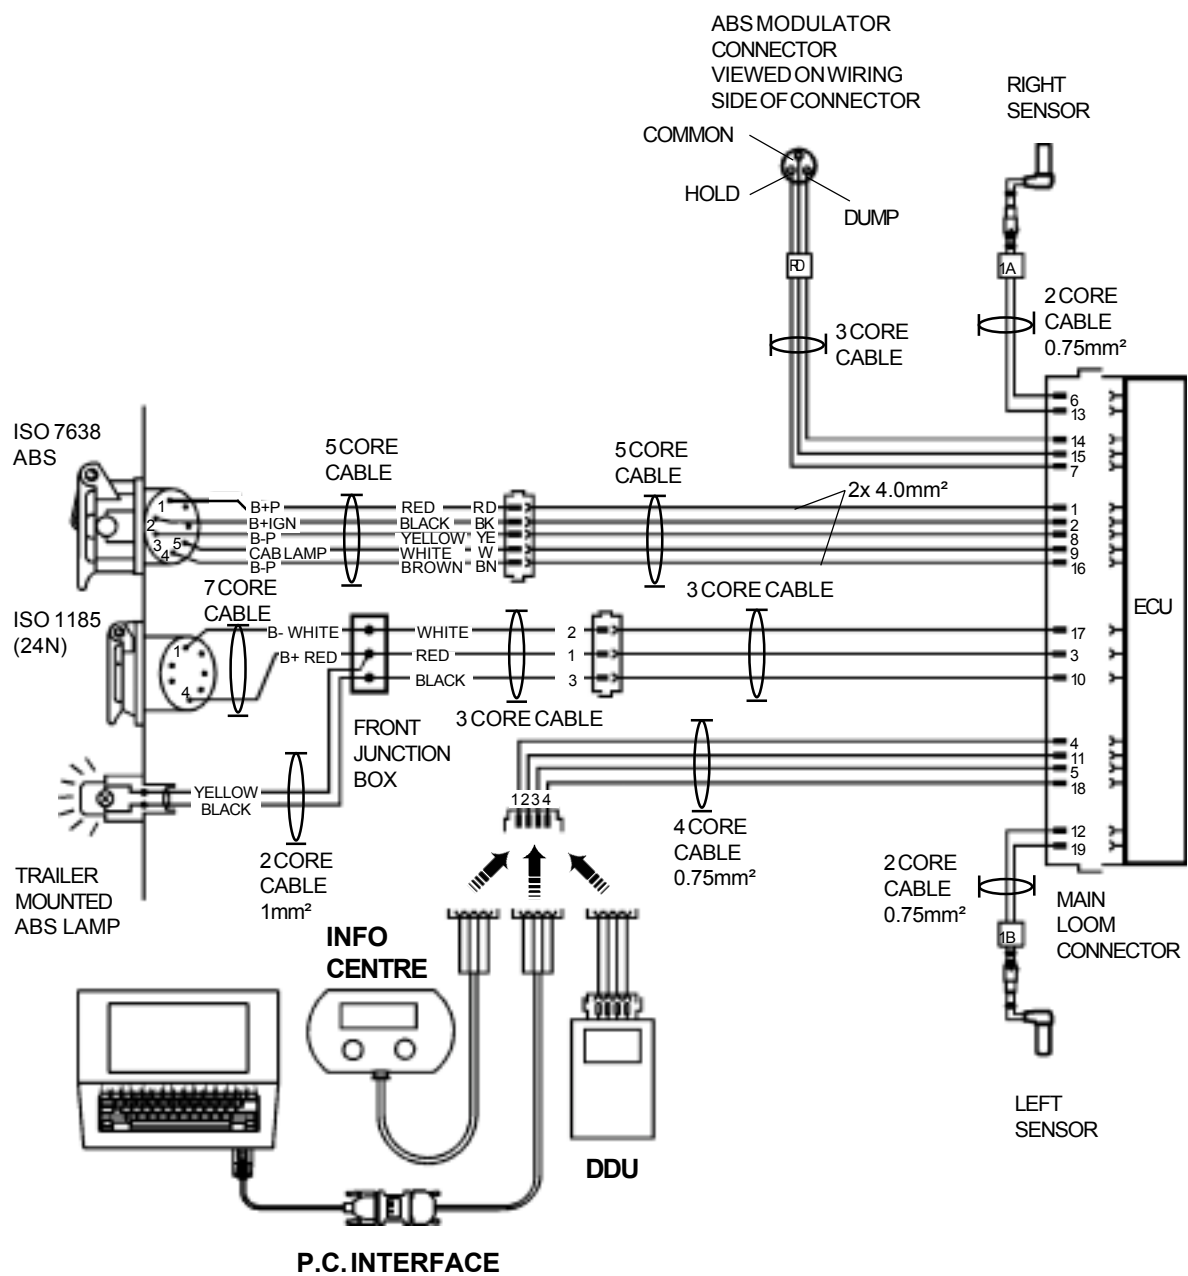 ABS MODULATOR
CONNECTOR
VIEWED ON WIRING
SIDE OF CONNECTOR
RIGHT
SENSOR
COMMON
HOLD
DUMP
RD
1A
3 CORE
CABLE
2 CORE
CABLE
0.75mm²
6
13
14
15
7
ISO 7638
ABS
5 CORE
CABLE
5 CORE
CABLE
2x 4.0mm²
1
2
3
5
4
B+P RED RD
B+IGN BLACK BK
B-P YELLOW YE
CAB LAMP WHITE W
B-P BROWN BN
1
2
8
9
16
ISO 1185
(24N)
7 CORE
CABLE
3 CORE CABLE
ECU
1
4
B- WHITE WHITE 2
B+ RED RED 1
BLACK 3
17
3
10
3 CORE CABLE
FRONT
JUNCTION
BOX
YELLOW
BLACK
1 2 3 4
4
11
5
18
2 CORE
CABLE
1mm²
4 CORE
CABLE
0.75mm²
12
19
2 CORE
CABLE
0.75mm²
TRAILER
MOUNTED
ABS LAMP
MAIN
LOOM
CONNECTOR
1B
INFO
CENTRE
LEFT
SENSOR
DDU
P.C. INTERFACE